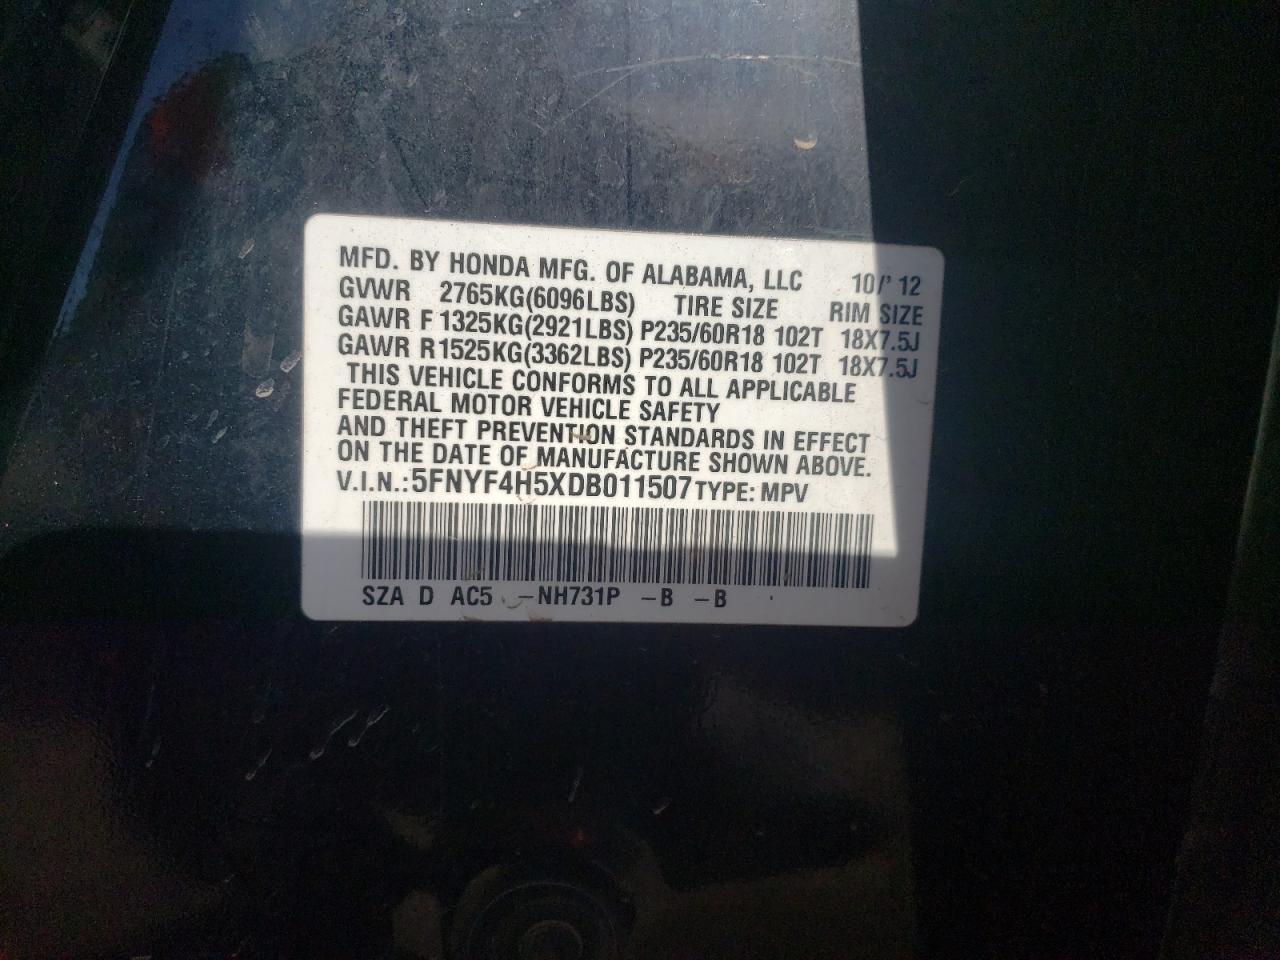 MFD. BY HONDA MFG. OF ALABAMA, LLC 10/' 12
GVWR 2765KG(6096LBS) TIRE SIZE RIM SIZE
GAWR F 1325KG(2921LBS) P235/60R18 102T 18X7.5J
GAWR R1525KG(3362LBS) P235/60R18 102T 18X7.5J
THIS VEHICLE CONFORMS TO ALL APPLICABLE
FEDERAL MOTOR VEHICLE SAFETY
AND THEFT PREVENTION STANDARDS IN EFFECT
ON THE DATE OF MANUFACTURE SHOWN ABOVE.
V.I.N.: 5FNYF4H5XDB011507 TYPE: MPV
SZA D AC5 -NH731P -B -B